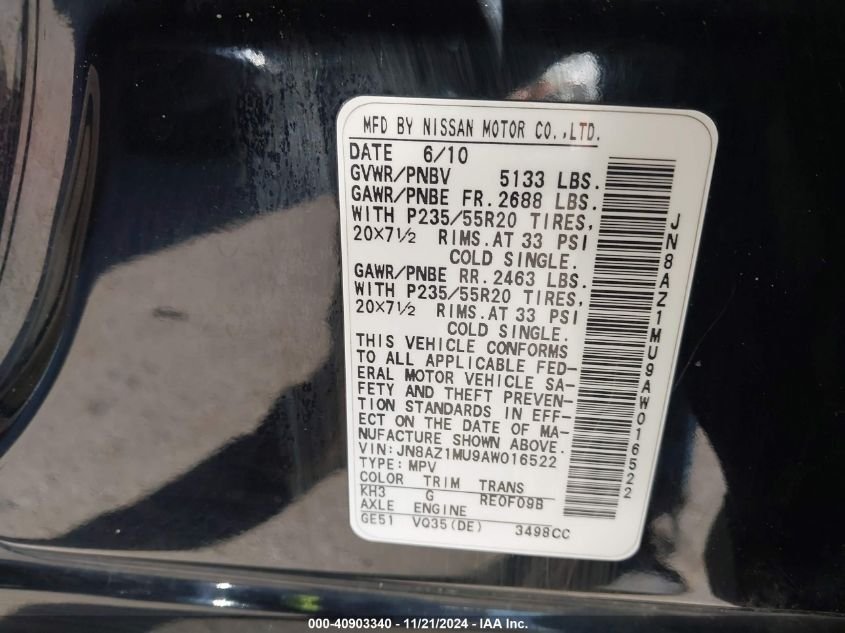 MFD BY NISSAN MOTOR CO.,LTD.
DATE 6/10
GVWR/PNBV 5133 LBS.
GAWR/PNBE FR. 2688 LBS.
WITH P235/55R20 TIRES,
20×7½ RIMS. AT 33 PSI
COLD SINGLE.
GAWR/PNBE RR. 2463 LBS.
WITH P235/55R20 TIRES,
20×7½ RIMS. AT 33 PSI
COLD SINGLE.
THIS VEHICLE CONFORMS
TO ALL APPLICABLE FED-
ERAL MOTOR VEHICLE SA-
FETY AND THEFT PREVEN-
TION STANDARDS IN EFF-
ECT ON THE DATE OF MA-
NUFACTURE SHOWN ABOVE.
VIN: JN8AZ1MU9AW016522
TYPE: MPV
COLOR TRIM TRANS
KH3 G RE0F09B
AXLE ENGINE
GE51 VQ35(DE) 3498CC
JN8AZ1MU9AW016522
000-40903340 - 11/21/2024 - IAA Inc.